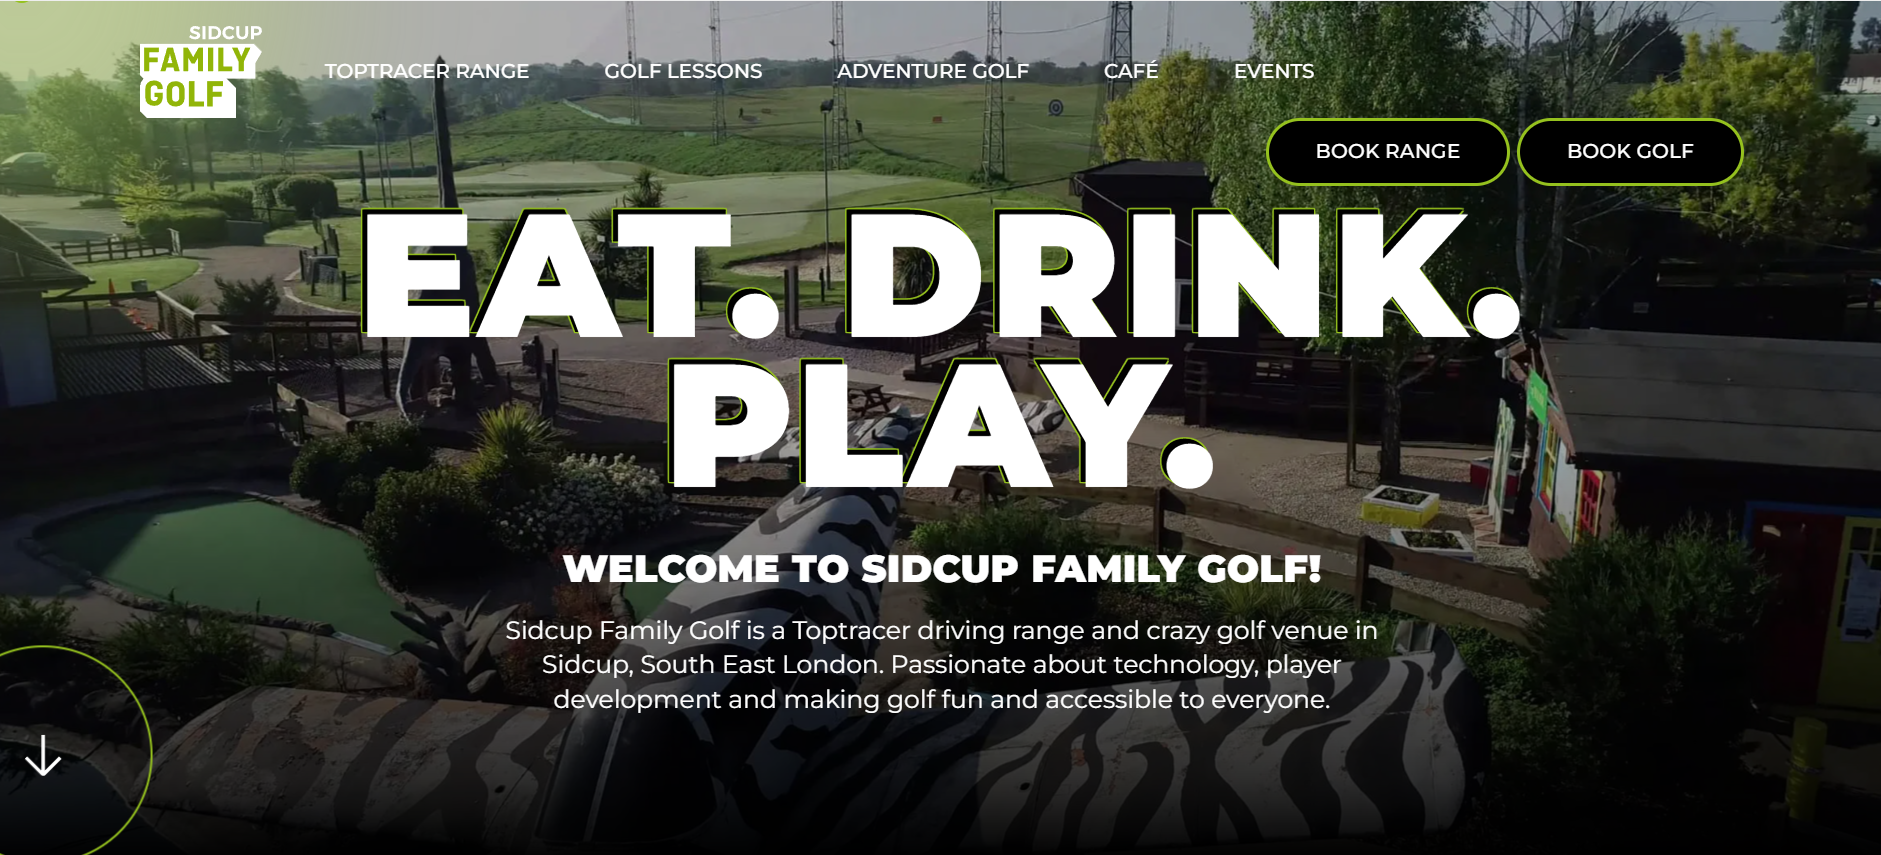 SIDCUP
FAMILY
GOLF
TOPTRACER RANGE
GOLF LESSONS
ADVENTURE GOLF
CAFÉ
EVENTS
BOOK RANGE
BOOK GOLF
EAT. DRINK.
PLAY.
WELCOME TO SIDCUP FAMILY GOLF!
Sidcup Family Golf is a Toptracer driving range and crazy golf venue in
Sidcup, South East London. Passionate about technology, player
development and making golf fun and accessible to everyone.